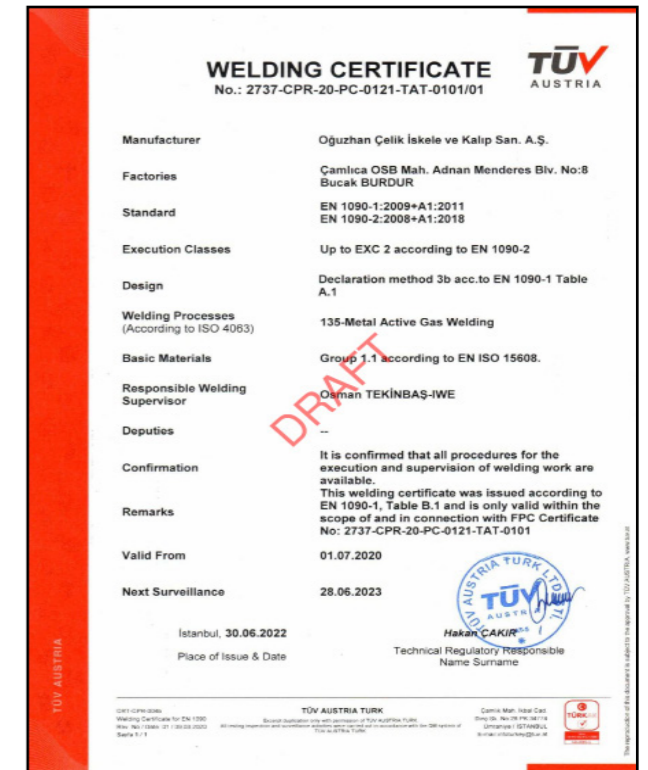 WELDING CERTIFICATE
No.: 2737-CPR-20-PC-0121-TAT-0101/01
TÜV
AUSTRIA
Manufacturer
Oğuzhan Çelik İskele ve Kalıp San. A.Ş.
Factories
Çamlıca OSB Mah. Adnan Menderes Blv. No:8
Bucak BURDUR
Standard
EN 1090-1:2009+A1:2011
EN 1090-2:2008+A1:2018
Execution Classes
Up to EXC 2 according to EN 1090-2
Design
Declaration method 3b acc.to EN 1090-1 Table
A.1
Welding Processes
(According to ISO 4063)
135-Metal Active Gas Welding
Basic Materials
Group 1.1 according to EN ISO 15608.
DRAFT
Responsible Welding
Supervisor
Osman TEKİNBAŞ-IWE
Deputies
--
Confirmation
It is confirmed that all procedures for the
execution and supervision of welding work are
available.
Remarks
This welding certificate was issued according to
EN 1090-1, Table B.1 and is only valid within the
scope of and in connection with FPC Certificate
No: 2737-CPR-20-PC-0121-TAT-0101
Valid From
01.07.2020
Next Surveillance
28.06.2023
TÜV
AUSTRIA
İstanbul, 30.06.2022
Place of Issue & Date
Hakan ÇAKIR
Technical Regulatory Responsible
Name Surname
TÜV AUSTRIA
TÜV AUSTRIA TURK
Welding Certificate for EN 1090
TÜRKAK